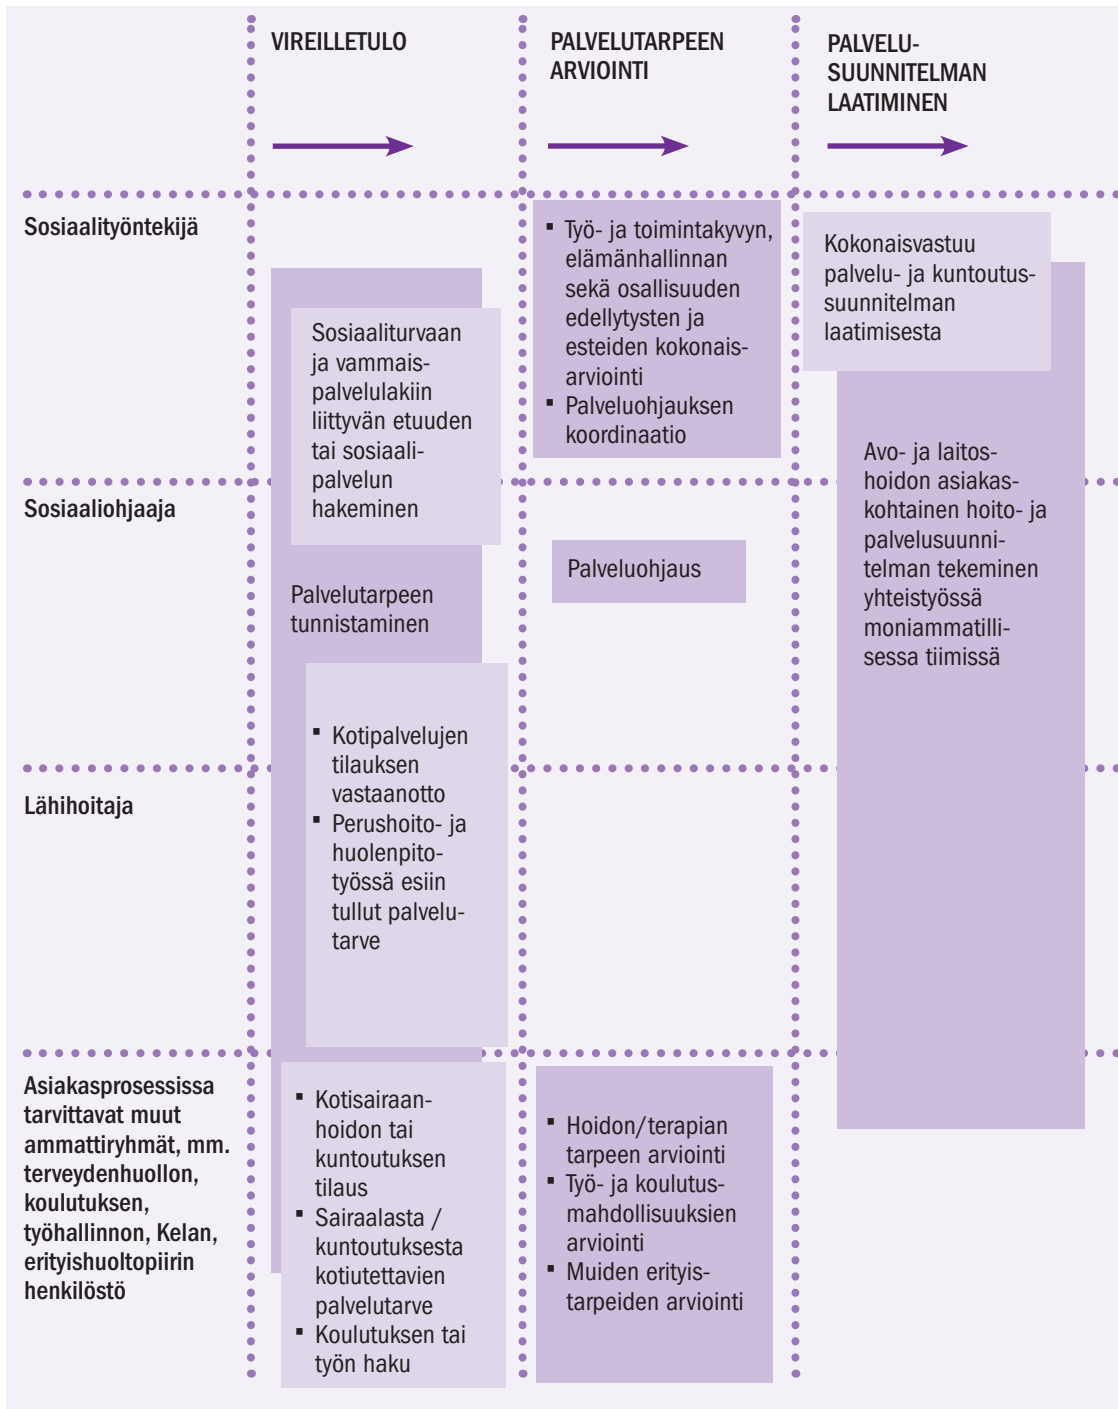 VIREILLETULO
PALVELUTARPEEN
ARVIOINTI
PALVELU-
SUUNNITELMAN
LAATIMINEN
Sosiaalityöntekijä
Sosiaaliturvaan
ja vammais-
palvelulakiin
liittyvän etuuden
tai sosiaali-
palvelun
hakeminen
▪ Työ- ja toimintakyvyn,
elämänhallinnan
sekä osallisuuden
edellytysten ja
esteiden kokonais-
arviointi
▪ Palveluohjauksen
koordinaatio
Kokonaisvastuu
palvelu- ja kuntoutus-
suunnitelman
laatimisesta
Avo- ja laitos-
hoidon asiakas-
kohtainen hoito- ja
palvelusuunni-
telman tekeminen
yhteistyössä
moniammatilli-
sessa tiimissä
Sosiaaliohjaaja
Palvelutarpeen
tunnistaminen
Palveluohjaus
Lähihoitaja
▪ Kotipalvelujen
tilauksen
vastaanotto
▪ Perushoito- ja
huolenpito-
työssä esiin
tullut palvelu-
tarve
Asiakasprosessissa
tarvittavat muut
ammattiryhmät, mm.
terveydenhuollon,
koulutuksen,
työhallinnon, Kelan,
erityishuoltopiirin
henkilöstö
▪ Kotisairaan-
hoidon tai
kuntoutuksen
tilaus
▪ Sairaalasta /
kuntoutuksesta
kotiutettavien
palvelutarve
▪ Koulutuksen tai
työn haku
▪ Hoidon/terapian
tarpeen arviointi
▪ Työ- ja koulutus-
mahdollisuuksien
arviointi
▪ Muiden erityis-
tarpeiden arviointi